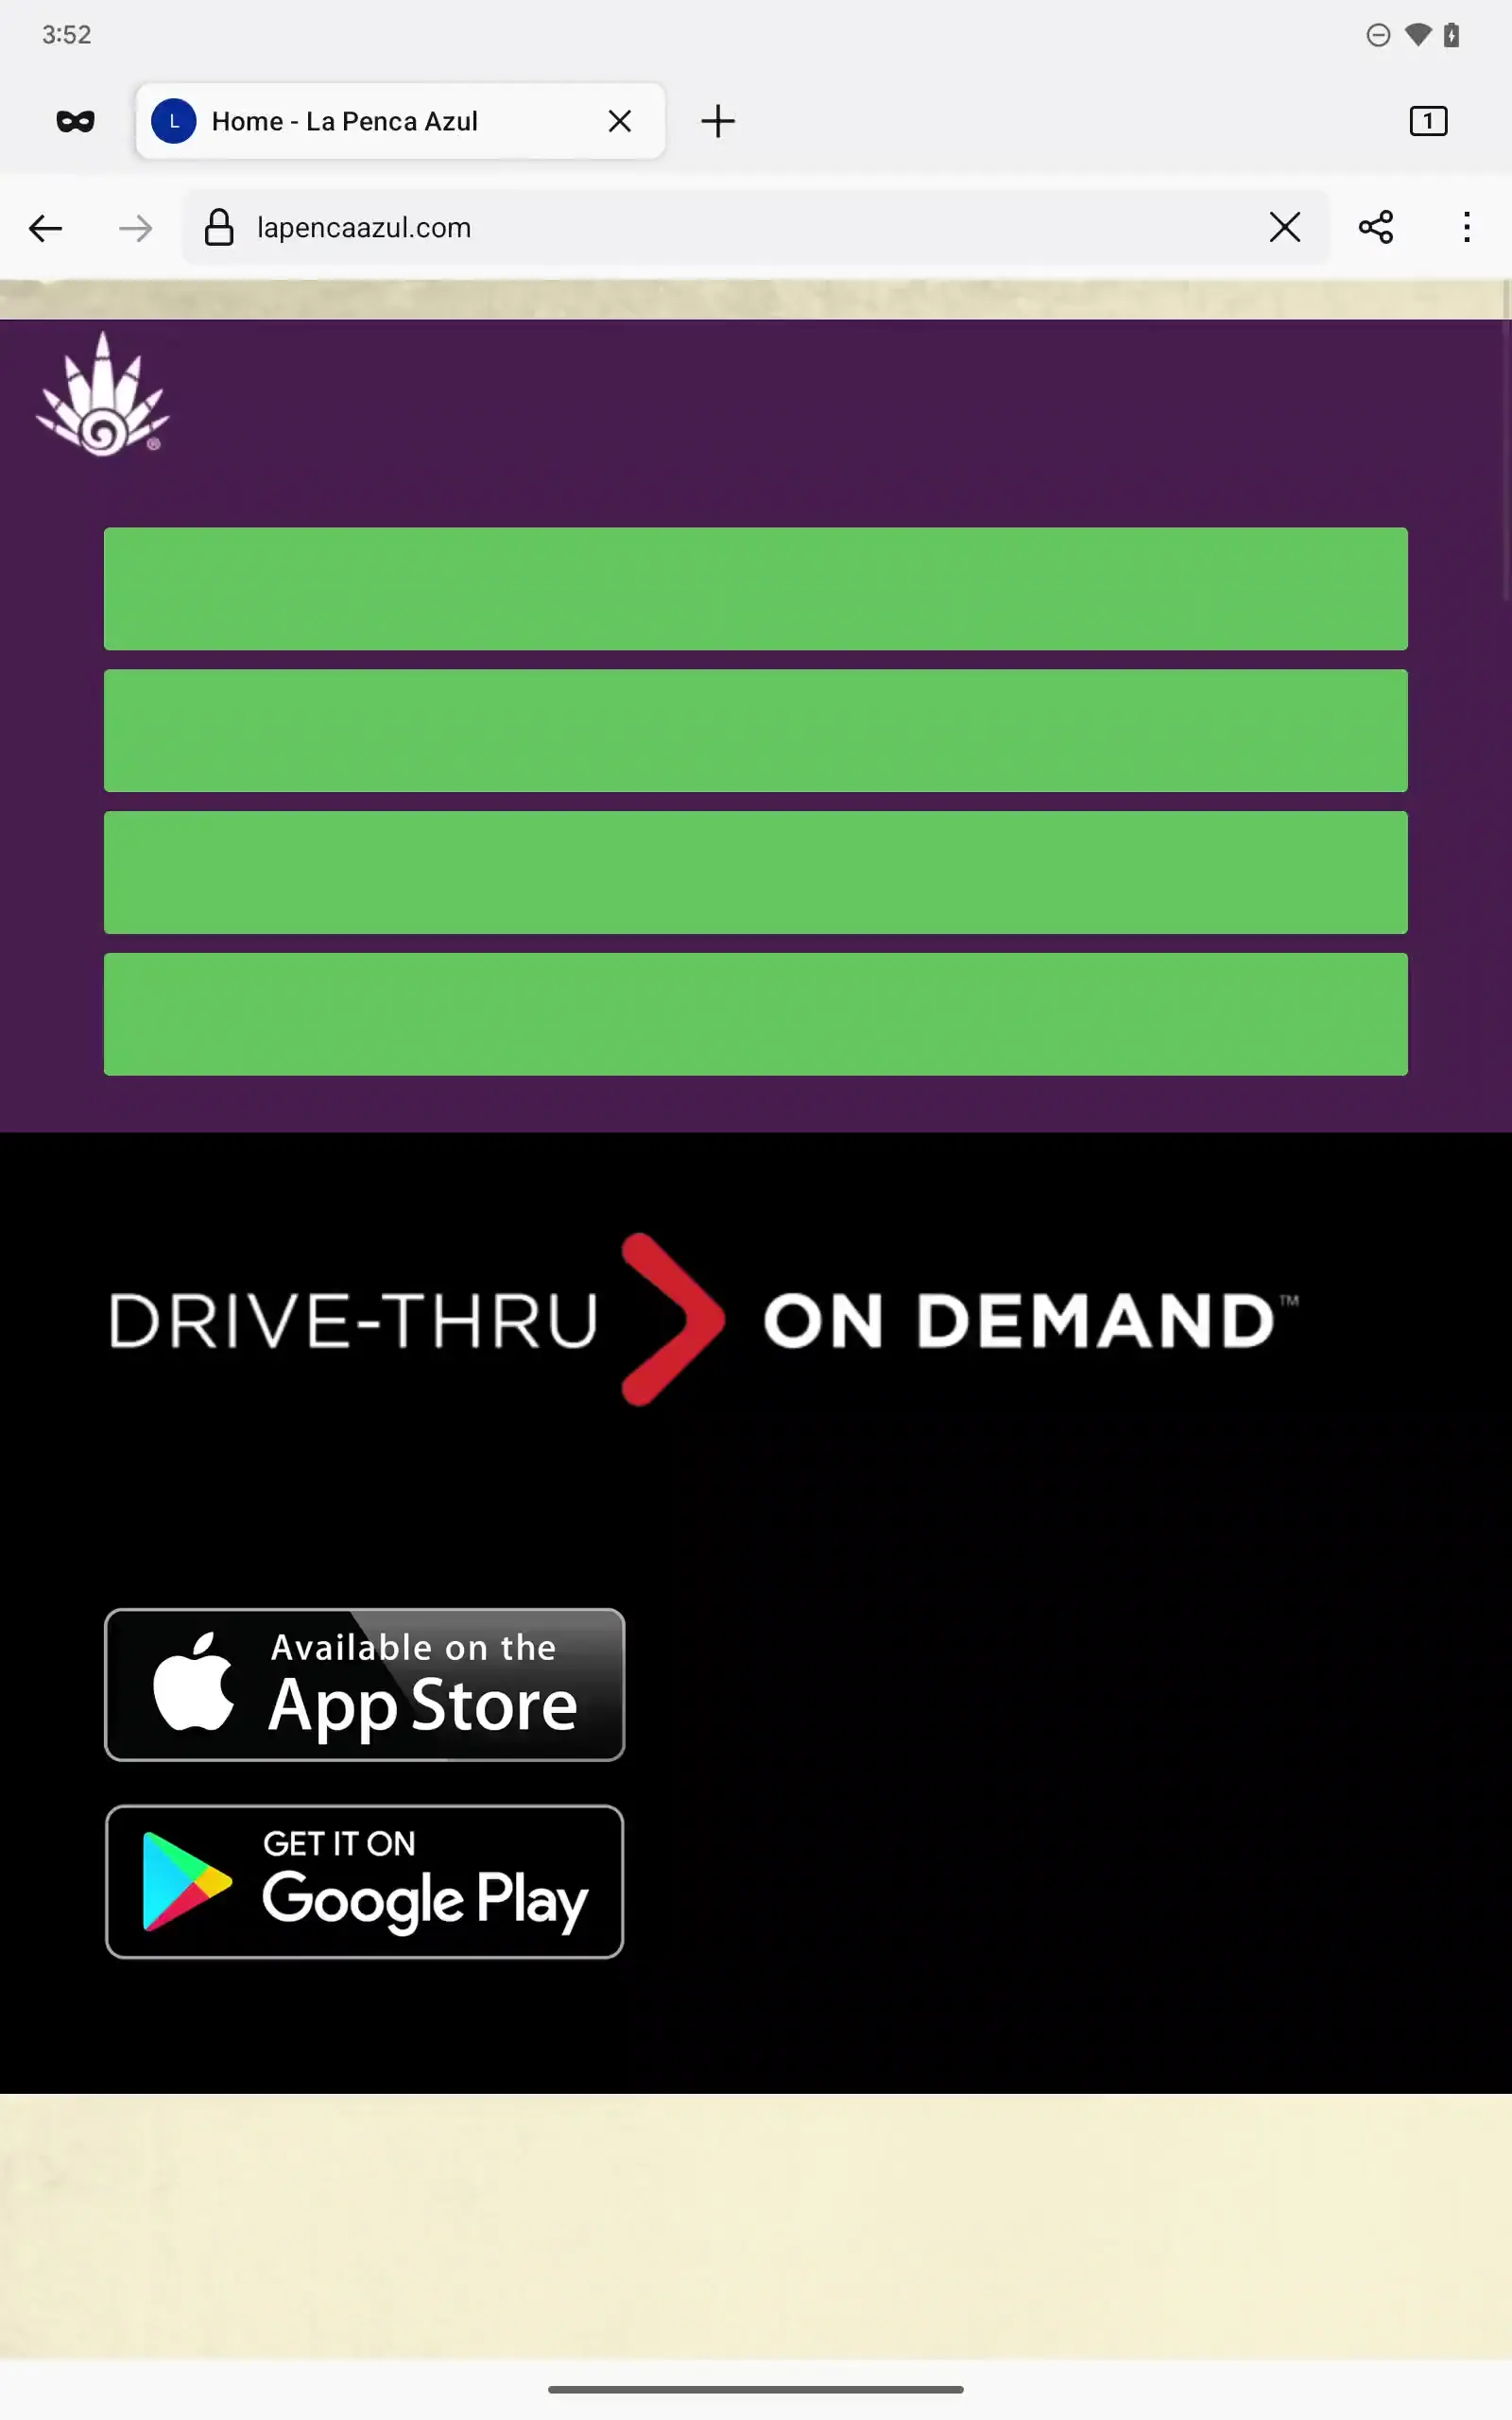 3:52
L
Home - La Penca Azul
1
lapencaazul.com
®
DRIVE-THRU ON DEMAND™
Available on the
App Store
GET IT ON
Google Play